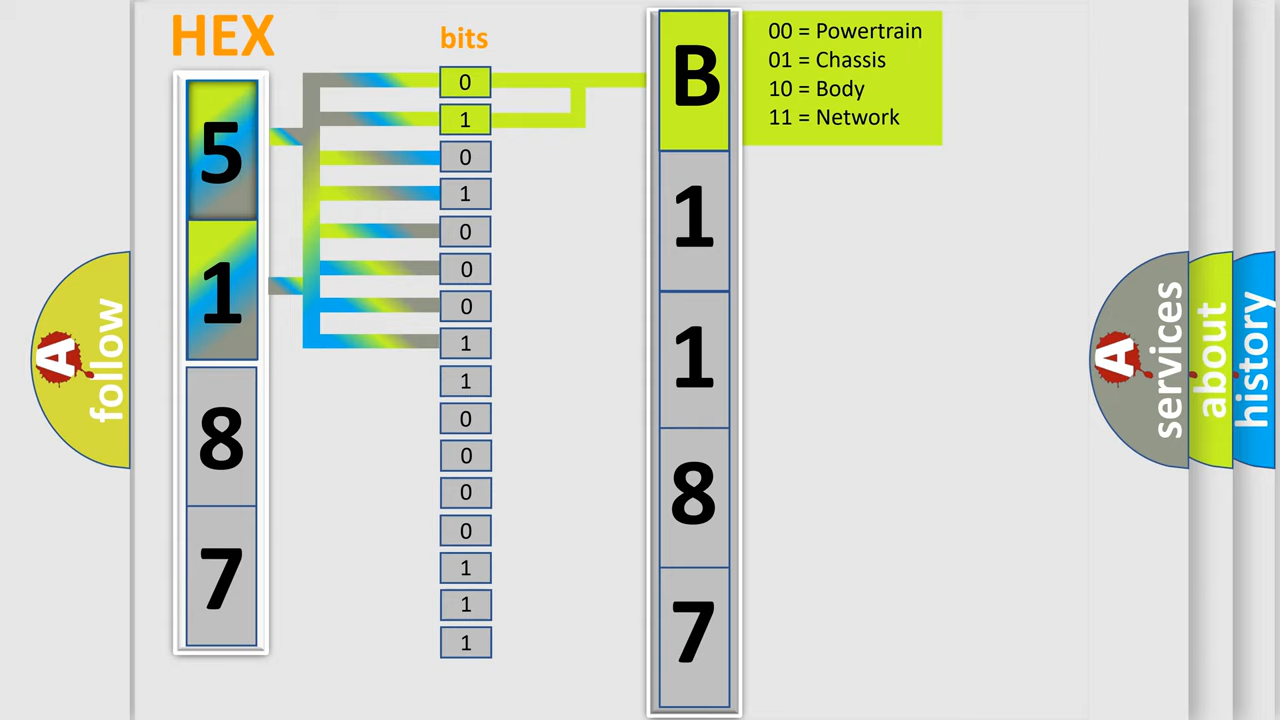 HEX
bits
5
1
8
7
0
1
0
1
0
0
0
1
1
0
0
0
0
1
1
1
B
1
1
8
7
00 = Powertrain
01 = Chassis
10 = Body
11 = Network
A
follow
A
services
about
history